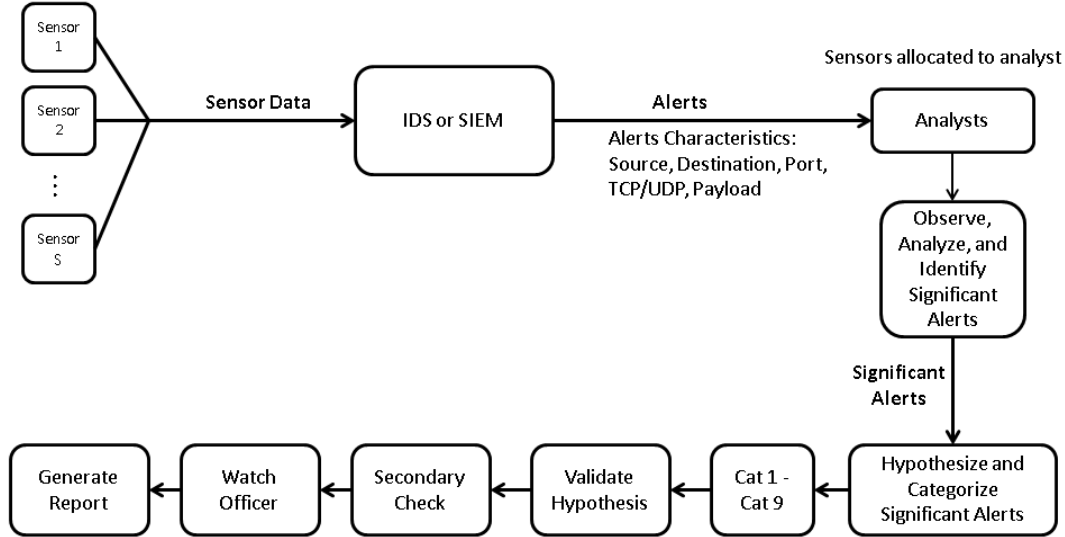 Sensor
1
Sensor
2
Sensor
S
Sensor Data
IDS or SIEM
Alerts
Alerts Characteristics:
Source, Destination, Port,
TCP/UDP, Payload
Sensors allocated to analyst
Analysts
Observe,
Analyze, and
Identify
Significant
Alerts
Significant
Alerts
Hypothesize and
Categorize
Significant Alerts
Cat 1 -
Cat 9
Validate
Hypothesis
Secondary
Check
Watch
Officer
Generate
Report